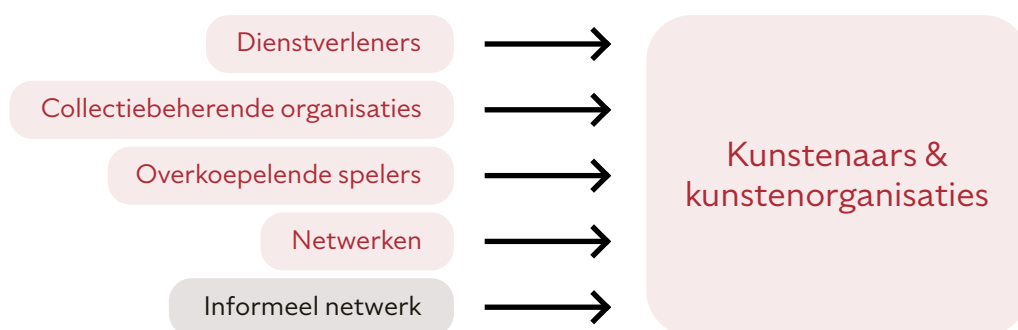 Dienstverleners
Collectiebeherende organisaties
Overkoepelende spelers
Netwerken
Informeel netwerk
Kunstenaars &
kunstenorganisaties